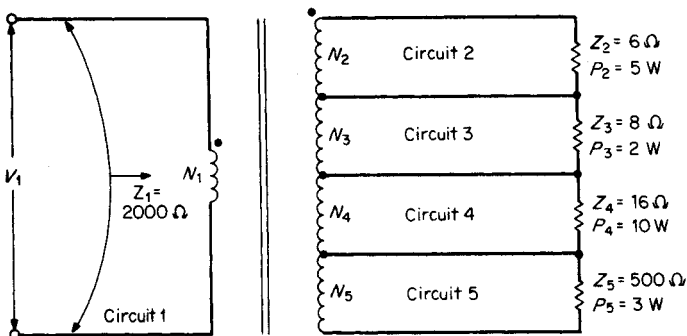 V₁
Z₁ =
2000 Ω
N₁
Circuit 1
N₂
Circuit 2
Z₂ = 6 Ω
P₂ = 5 W
N₃
Circuit 3
Z₃ = 8 Ω
P₃ = 2 W
N₄
Circuit 4
Z₄ = 16 Ω
P₄ = 10 W
N₅
Circuit 5
Z₅ = 500 Ω
P₅ = 3 W